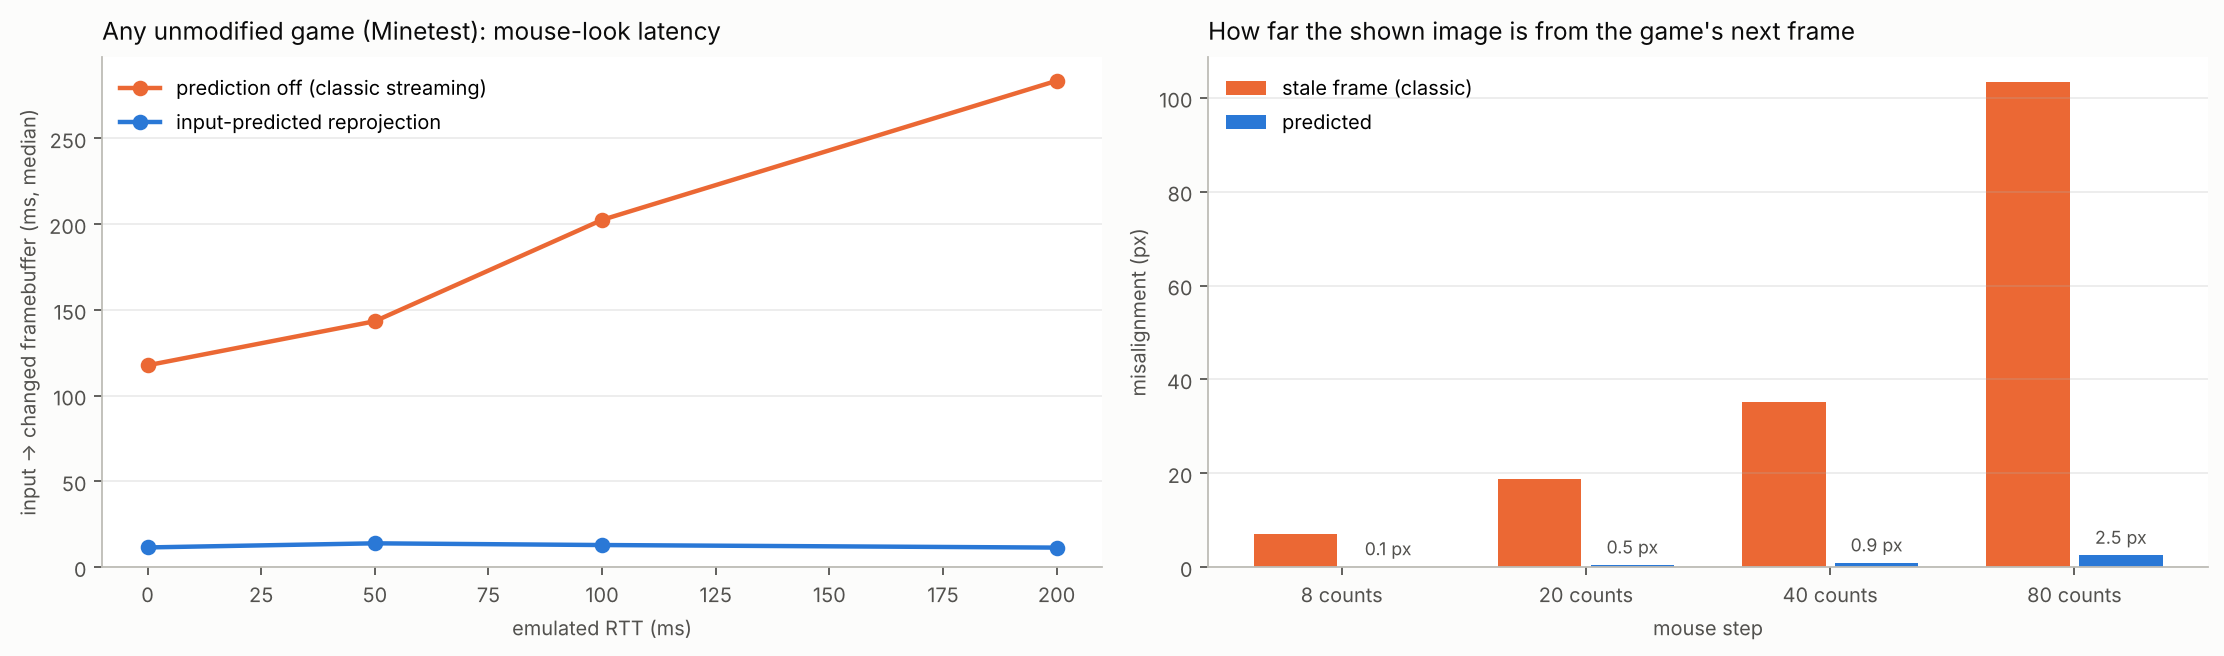 Any unmodified game (Minetest): mouse-look latency
prediction off (classic streaming)
input-predicted reprojection
input → changed framebuffer (ms, median)
250
200
150
100
50
0
0 25 50 75 100 125 150 175 200
emulated RTT (ms)
How far the shown image is from the game's next frame
stale frame (classic)
predicted
misalignment (px)
100
80
60
40
20
0
0.1 px
0.5 px
0.9 px
2.5 px
8 counts 20 counts 40 counts 80 counts
mouse step